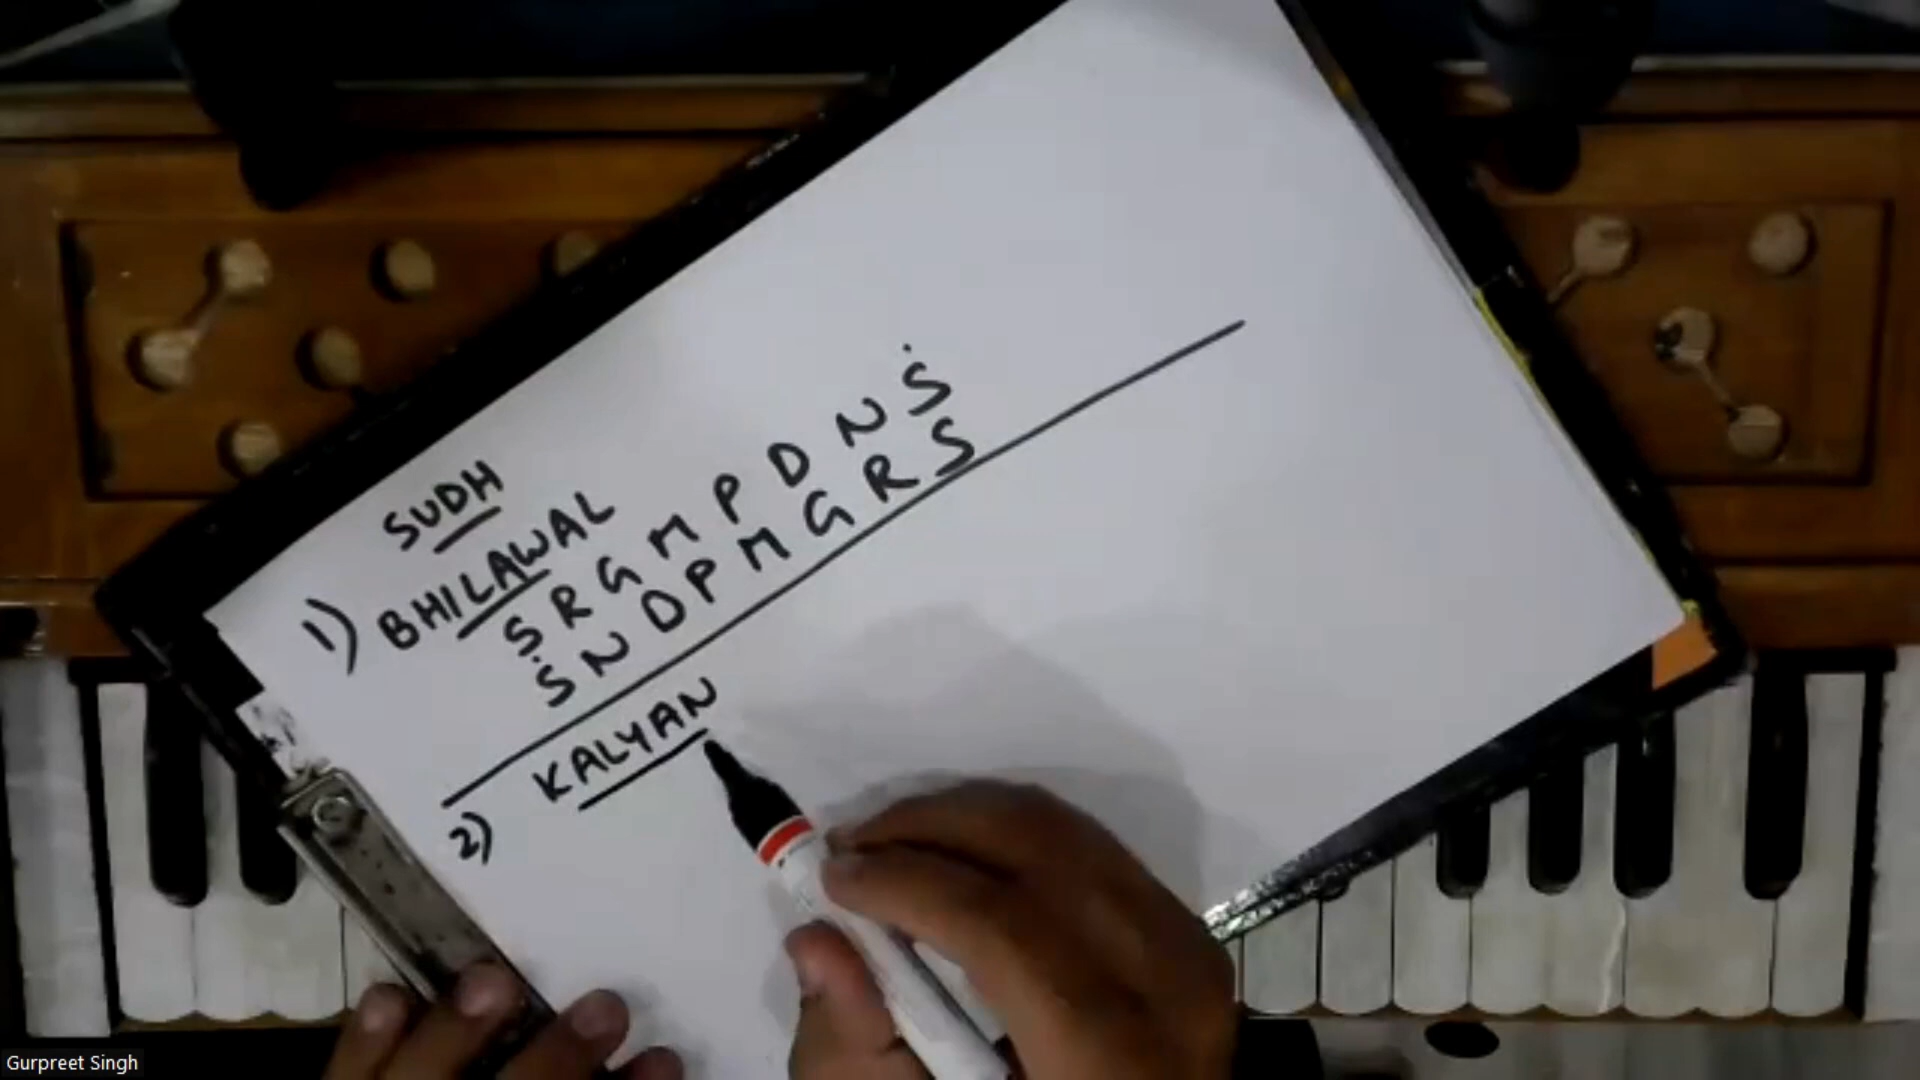 SUDH
1) BHILAWAL
S R G M P D N Ṡ
Ṡ N D P M G R S
2) KALYAN
Gurpreet Singh